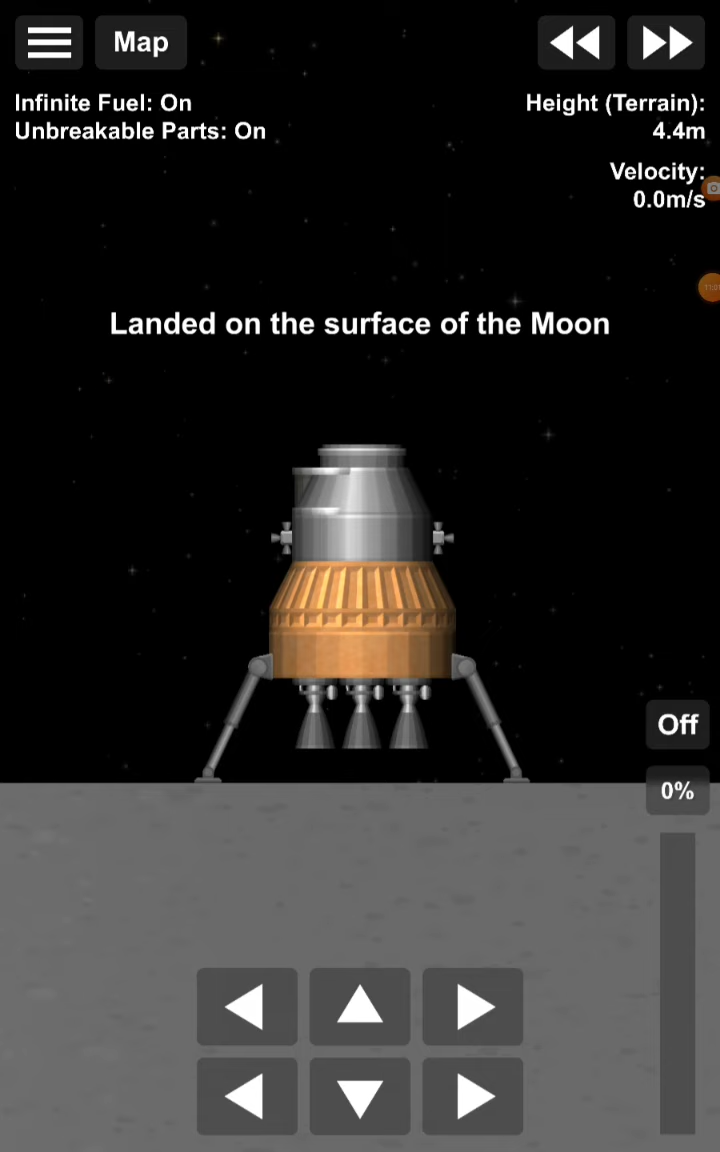 Map
Infinite Fuel: On
Unbreakable Parts: On
Height (Terrain):
4.4m
Velocity:
0.0m/s
Landed on the surface of the Moon
Off
0%